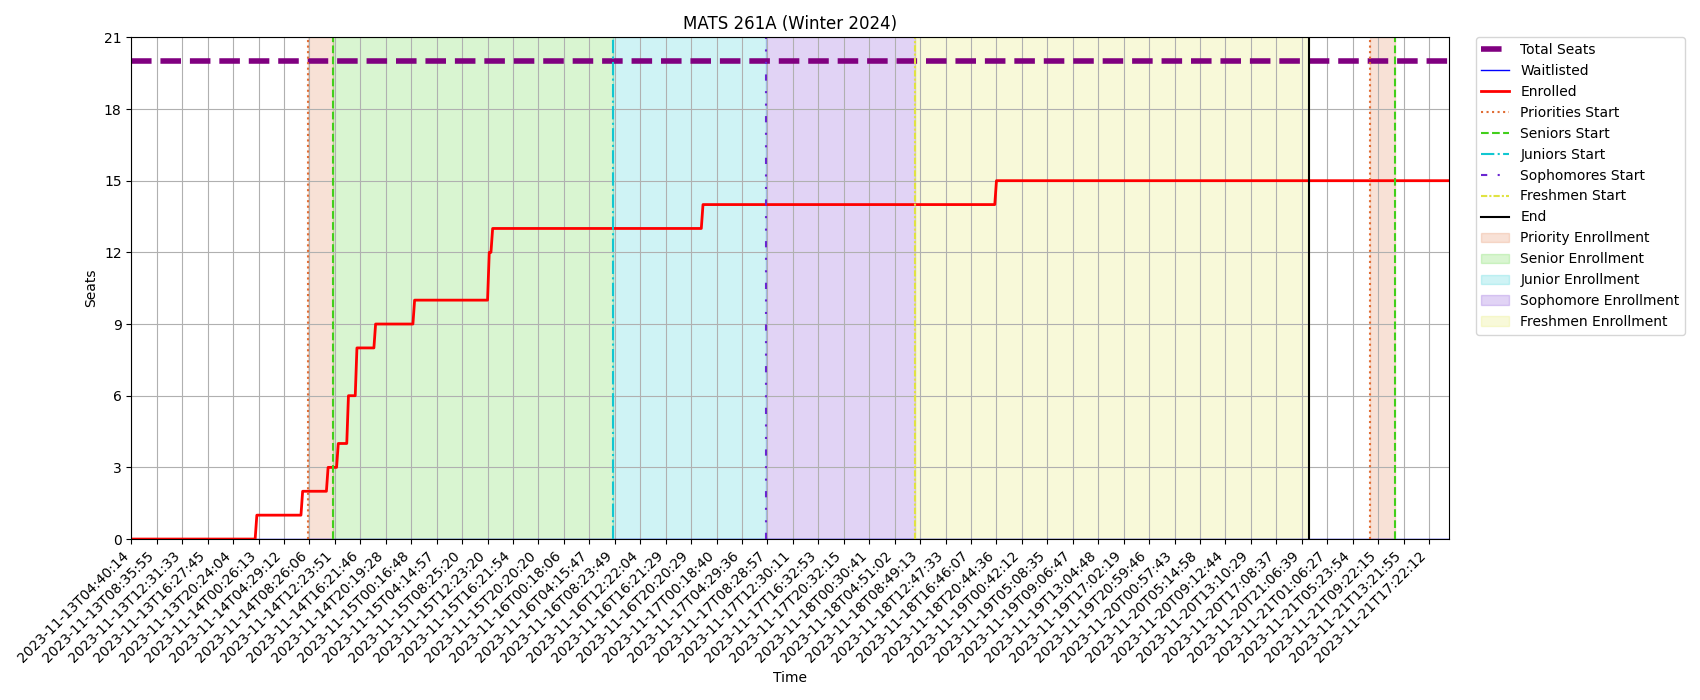 MATS 261A (Winter 2024)
21
18
15
12
9
6
3
0
Seats
2023-11-13T04:40:14
2023-11-13T08:35:55
2023-11-13T12:31:33
2023-11-13T16:27:45
2023-11-13T20:24:04
2023-11-14T00:26:13
2023-11-14T04:29:12
2023-11-14T08:26:06
2023-11-14T12:23:51
2023-11-14T16:21:46
2023-11-14T20:19:28
2023-11-15T00:16:48
2023-11-15T04:14:57
2023-11-15T08:25:20
2023-11-15T12:23:20
2023-11-15T16:21:54
2023-11-15T20:20:20
2023-11-16T00:18:06
2023-11-16T04:15:47
2023-11-16T08:23:49
2023-11-16T12:22:04
2023-11-16T16:21:29
2023-11-16T20:20:29
2023-11-17T00:18:40
2023-11-17T04:29:36
2023-11-17T08:28:57
2023-11-17T12:30:11
2023-11-17T16:32:53
2023-11-17T20:32:15
2023-11-18T00:30:41
2023-11-18T04:51:02
2023-11-18T08:49:13
2023-11-18T12:47:33
2023-11-18T16:46:07
2023-11-18T20:44:36
2023-11-19T00:42:12
2023-11-19T05:08:35
2023-11-19T09:06:47
2023-11-19T13:04:48
2023-11-19T17:02:19
2023-11-19T20:59:46
2023-11-20T00:57:43
2023-11-20T05:14:58
2023-11-20T09:12:44
2023-11-20T13:10:29
2023-11-20T17:08:37
2023-11-20T21:06:39
2023-11-21T01:06:27
2023-11-21T05:23:54
2023-11-21T09:22:15
2023-11-21T13:21:55
2023-11-21T17:22:12
Time
Total Seats
Waitlisted
Enrolled
Priorities Start
Seniors Start
Juniors Start
Sophomores Start
Freshmen Start
End
Priority Enrollment
Senior Enrollment
Junior Enrollment
Sophomore Enrollment
Freshmen Enrollment